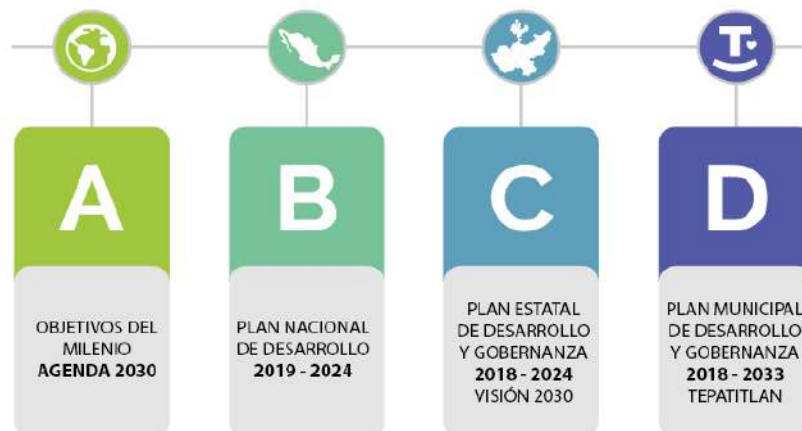 A
B
C
D
OBJETIVOS DEL
MILENIO
AGENDA 2030
PLAN NACIONAL
DE DESARROLLO
2019 - 2024
PLAN ESTATAL
DE DESARROLLO
Y GOBERNANZA
2018 - 2024
VISIÓN 2030
T
PLAN MUNICIPAL
DE DESARROLLO
Y GOBERNANZA
2018 - 2033
TEPATITLAN